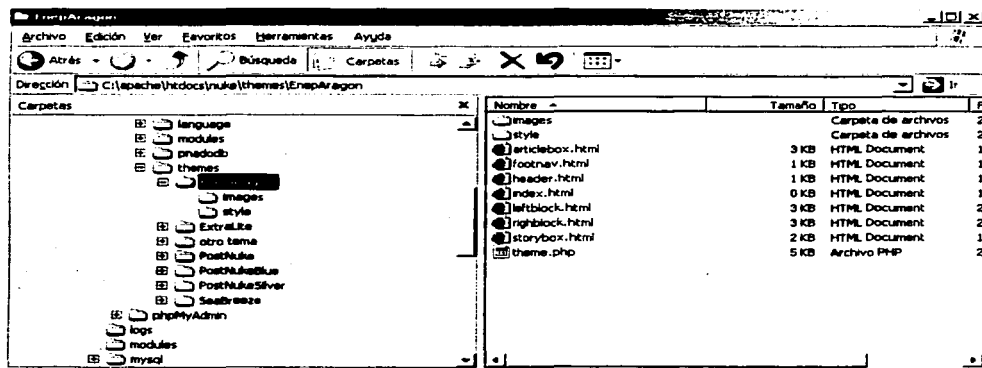 EnepAragon
Archivo Edición Ver Favoritos Herramientas Ayuda
Atrás Búsqueda Carpetas
Dirección C:\apache\htdocs\nuke\themes\EnepAragon Ir
Carpetas
language
modules
pnadodb
themes
images
style
ExtraLite
otro tema
PostNuke
PostNukeBlue
PostNukeSilver
SeaBreeze
phpMyAdmin
logs
modules
mysql
Nombre Tamaño Tipo
images Carpeta de archivos
style Carpeta de archivos
articlebox.html 3 KB HTML Document
footnav.html 1 KB HTML Document
header.html 1 KB HTML Document
index.html 0 KB HTML Document
leftblock.html 3 KB HTML Document
righblock.html 3 KB HTML Document
storybox.html 2 KB HTML Document
theme.php 5 KB Archivo PHP